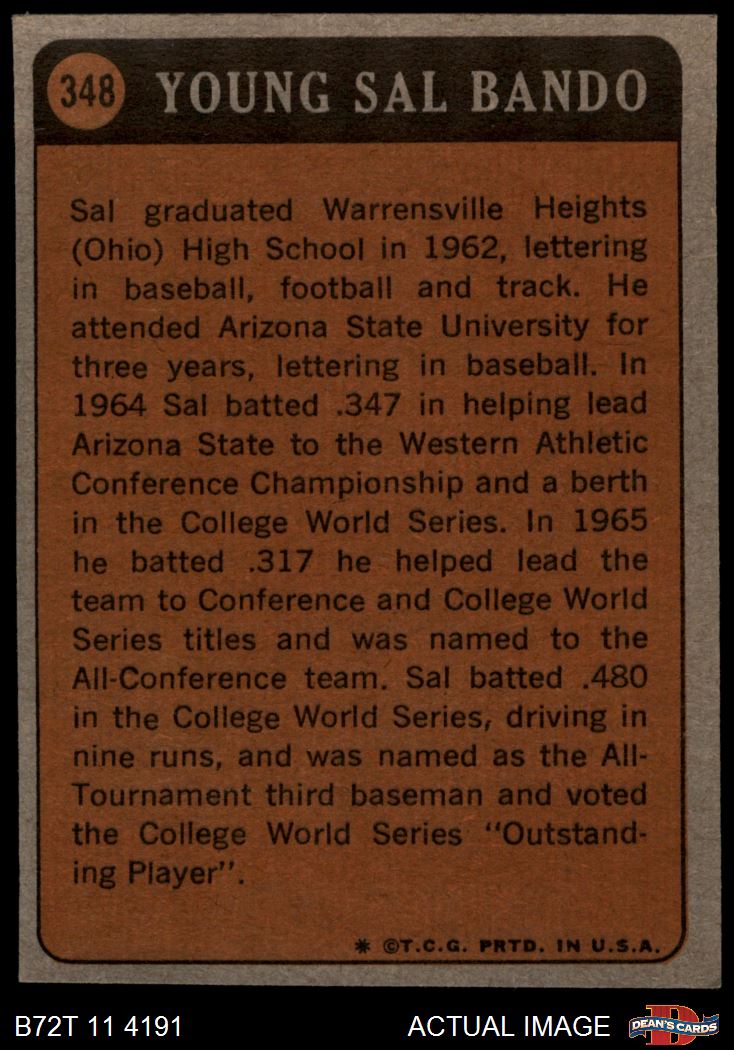 348 YOUNG SAL BANDO
Sal graduated Warrensville Heights
(Ohio) High School in 1962, lettering
in baseball, football and track. He
attended Arizona State University for
three years, lettering in baseball. In
1964 Sal batted .347 in helping lead
Arizona State to the Western Athletic
Conference Championship and a berth
in the College World Series. In 1965
he batted .317 he helped lead the
team to Conference and College World
Series titles and was named to the
All-Conference team. Sal batted .480
in the College World Series, driving in
nine runs, and was named as the All-
Tournament third baseman and voted
the College World Series "Outstand-
ing Player".
* ©T.C.G. PRTD. IN U.S.A.
B72T 11 4191 ACTUAL IMAGE DEAN'S CARDS